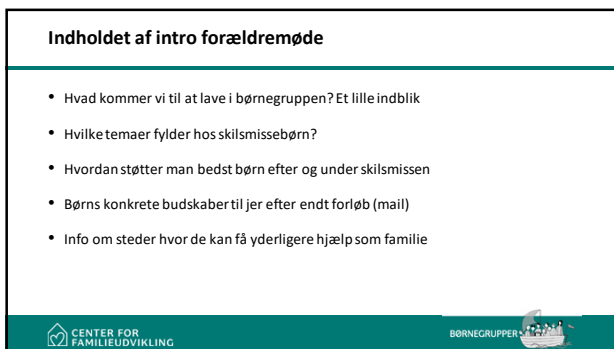 Indholdet af intro forældremøde
• Hvad kommer vi til at lave i børnegruppen? Et lille indblik
• Hvilke temaer fylder hos skilsmissebørn?
• Hvordan støtter man bedst børn efter og under skilsmissen
• Børns konkrete budskaber til jer efter endt forløb (mail)
• Info om steder hvor de kan få yderligere hjælp som familie
CENTER FOR
FAMILIEUDVIKLING
BØRNEGRUPPER